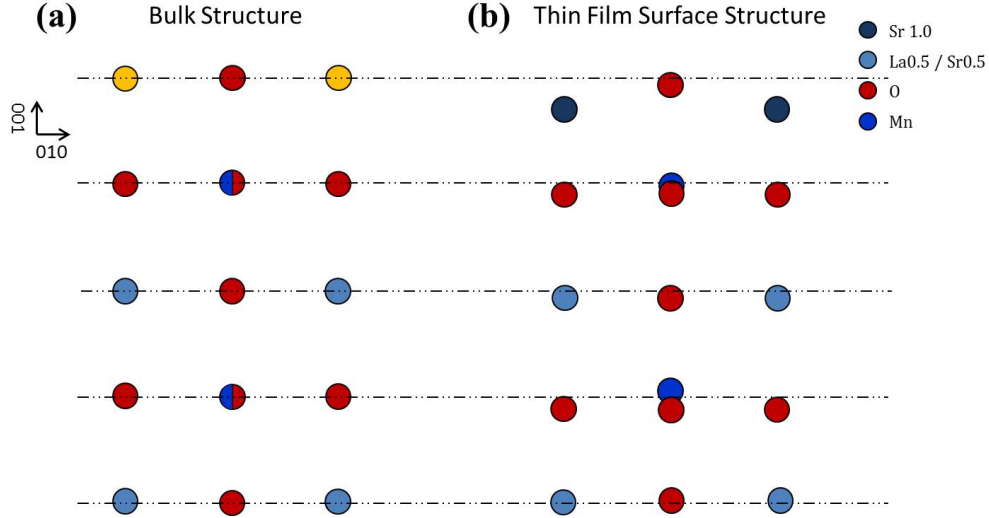 (a)
Bulk Structure
(b)
Thin Film Surface Structure
Sr 1.0
La0.5 / Sr0.5
O
Mn
001
010